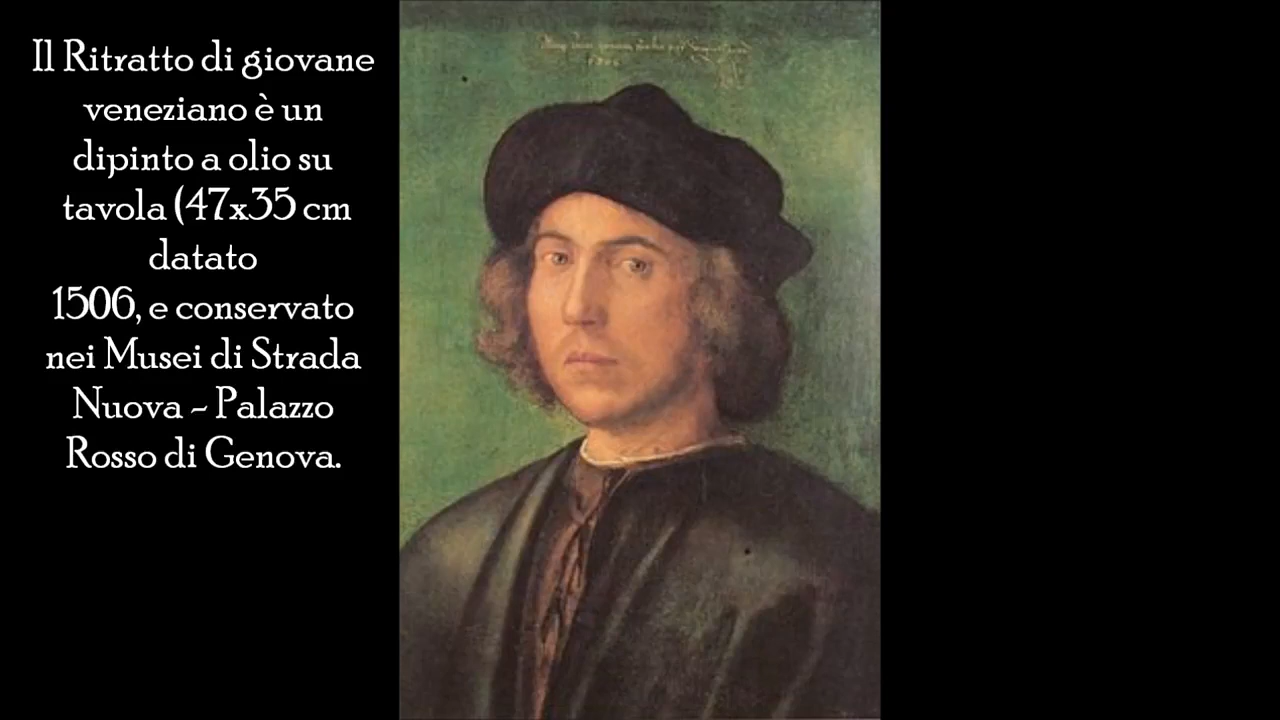 Il Ritratto di giovane
veneziano è un
dipinto a olio su
tavola (47x35 cm
datato
1506, e conservato
nei Musei di Strada
Nuova - Palazzo
Rosso di Genova.
1506